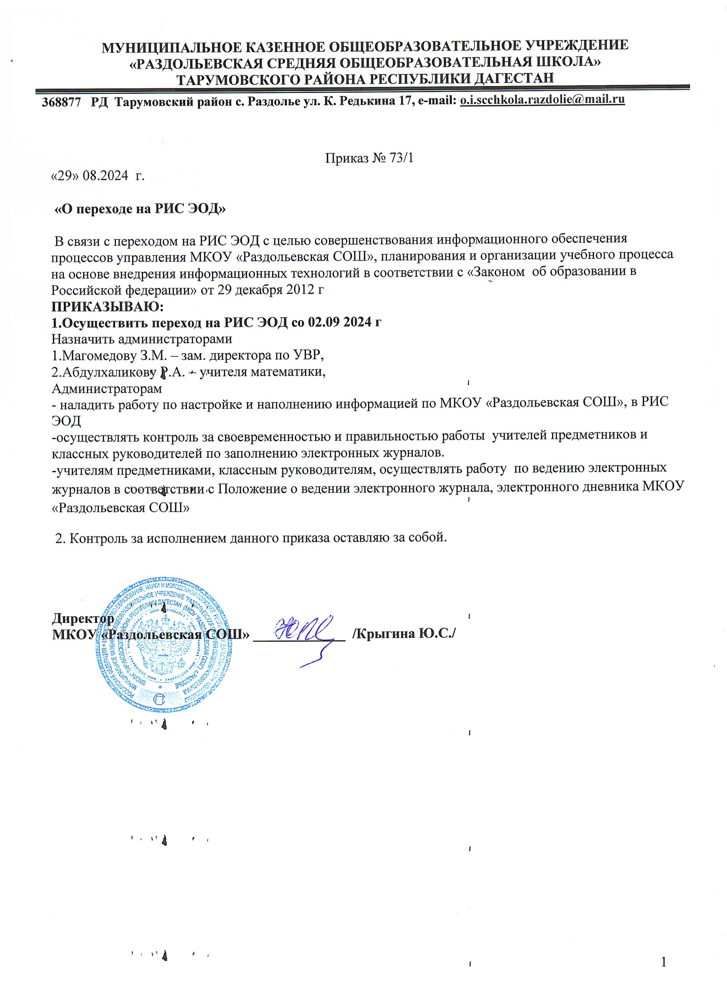 МУНИЦИПАЛЬНОЕ КАЗЕННОЕ ОБЩЕОБРАЗОВАТЕЛЬНОЕ УЧРЕЖДЕНИЕ
«РАЗДОЛЬЕВСКАЯ СРЕДНЯЯ ОБЩЕОБРАЗОВАТЕЛЬНАЯ ШКОЛА»
ТАРУМОВСКОГО РАЙОНА РЕСПУБЛИКИ ДАГЕСТАН
368877 РД Тарумовский район с. Раздолье ул. К. Редькина 17, e-mail: o.i.scchkola.razdolie@mail.ru
Приказ № 73/1
«29» 08.2024 г.
«О переходе на РИС ЭОД»
В связи с переходом на РИС ЭОД с целью совершенствования информационного обеспечения
процессов управления МКОУ «Раздольевская СОШ», планирования и организации учебного процесса
на основе внедрения информационных технологий в соответствии с «Законом об образовании в
Российской федерации» от 29 декабря 2012 г
ПРИКАЗЫВАЮ:
1.Осуществить переход на РИС ЭОД со 02.09 2024 г
Назначить администраторами
1.Магомедову З.М. – зам. директора по УВР,
2.Абдулхаликову Р.А. – учителя математики,
Администраторам
- наладить работу по настройке и наполнению информацией по МКОУ «Раздольевская СОШ», в РИС
ЭОД
-осуществлять контроль за своевременностью и правильностью работы учителей предметников и
классных руководителей по заполнению электронных журналов.
-учителям предметниками, классным руководителям, осуществлять работу по ведению электронных
журналов в соответствии с Положение о ведении электронного журнала, электронного дневника МКОУ
«Раздольевская СОШ»
2. Контроль за исполнением данного приказа оставляю за собой.
Директор
МКОУ «Раздольевская СОШ» ____________ /Крыгина Ю.С./
1